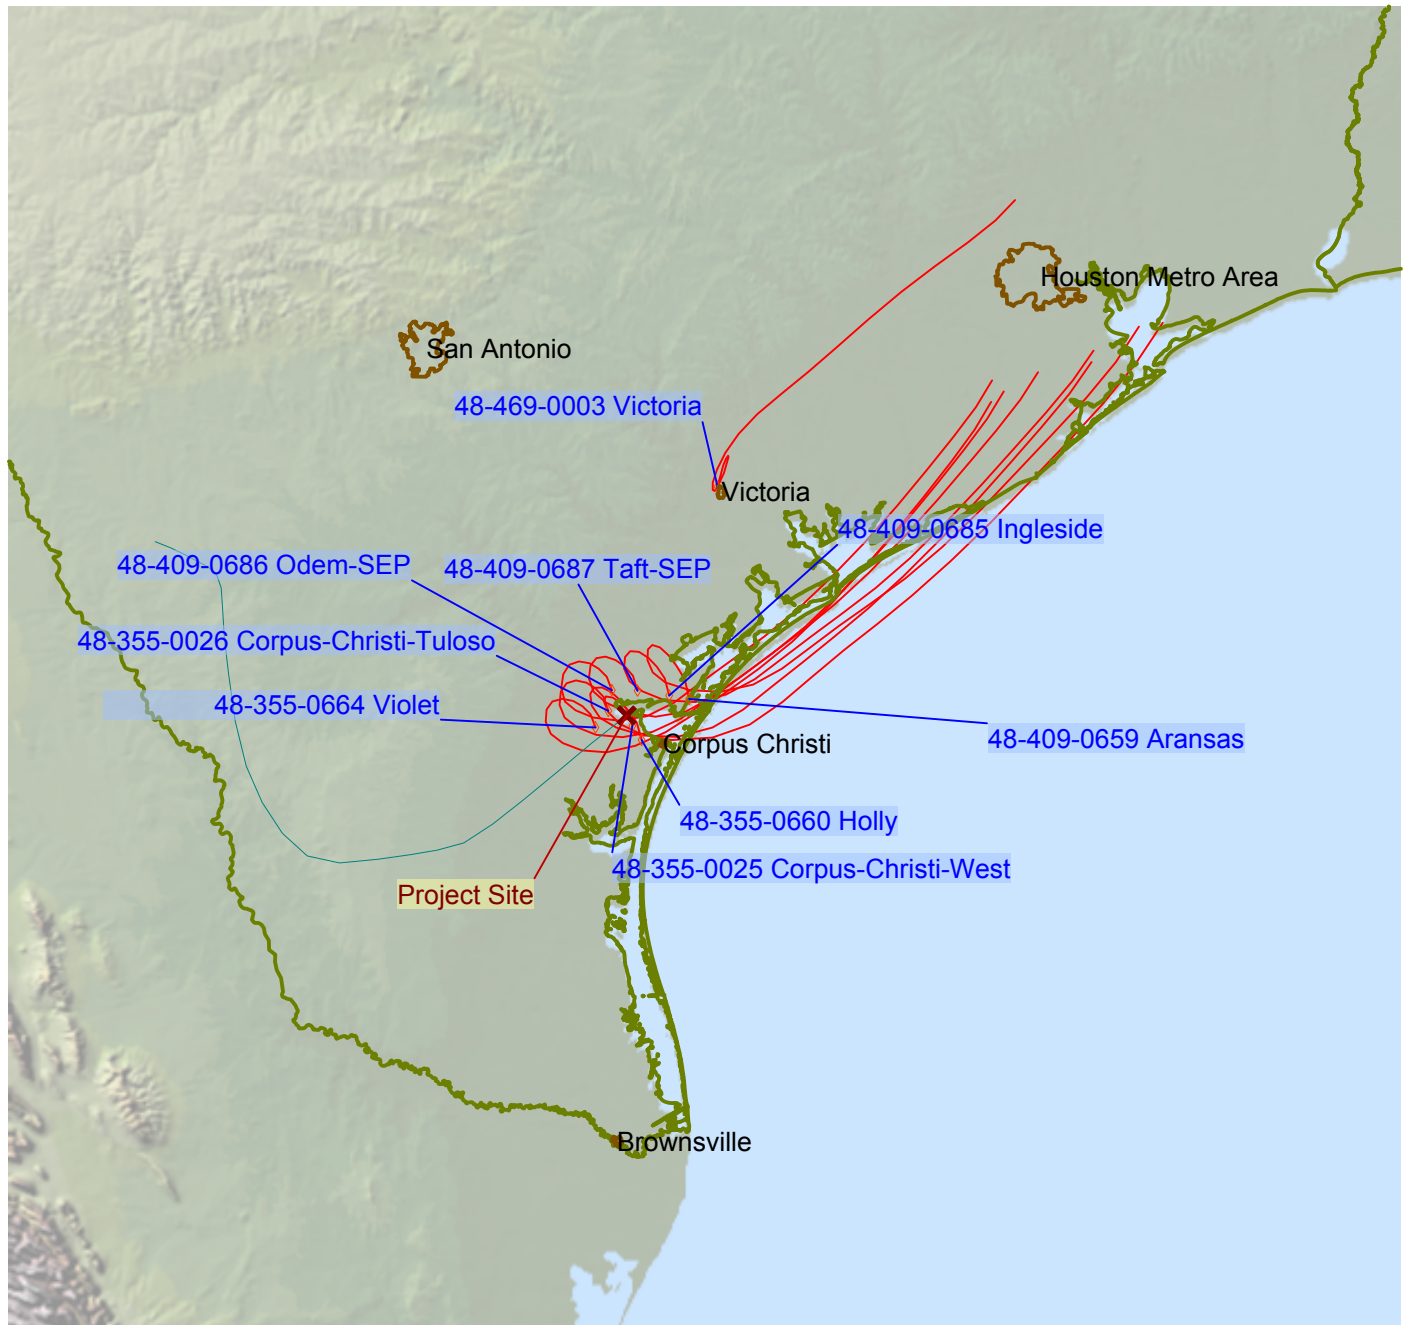 Houston Metro Area
San Antonio
48-469-0003 Victoria
Victoria
48-409-0685 Ingleside
48-409-0686 Odem-SEP
48-409-0687 Taft-SEP
48-355-0026 Corpus-Christi-Tuloso
48-355-0664 Violet
Corpus Christi
48-409-0659 Aransas
48-355-0660 Holly
48-355-0025 Corpus-Christi-West
Project Site
Brownsville